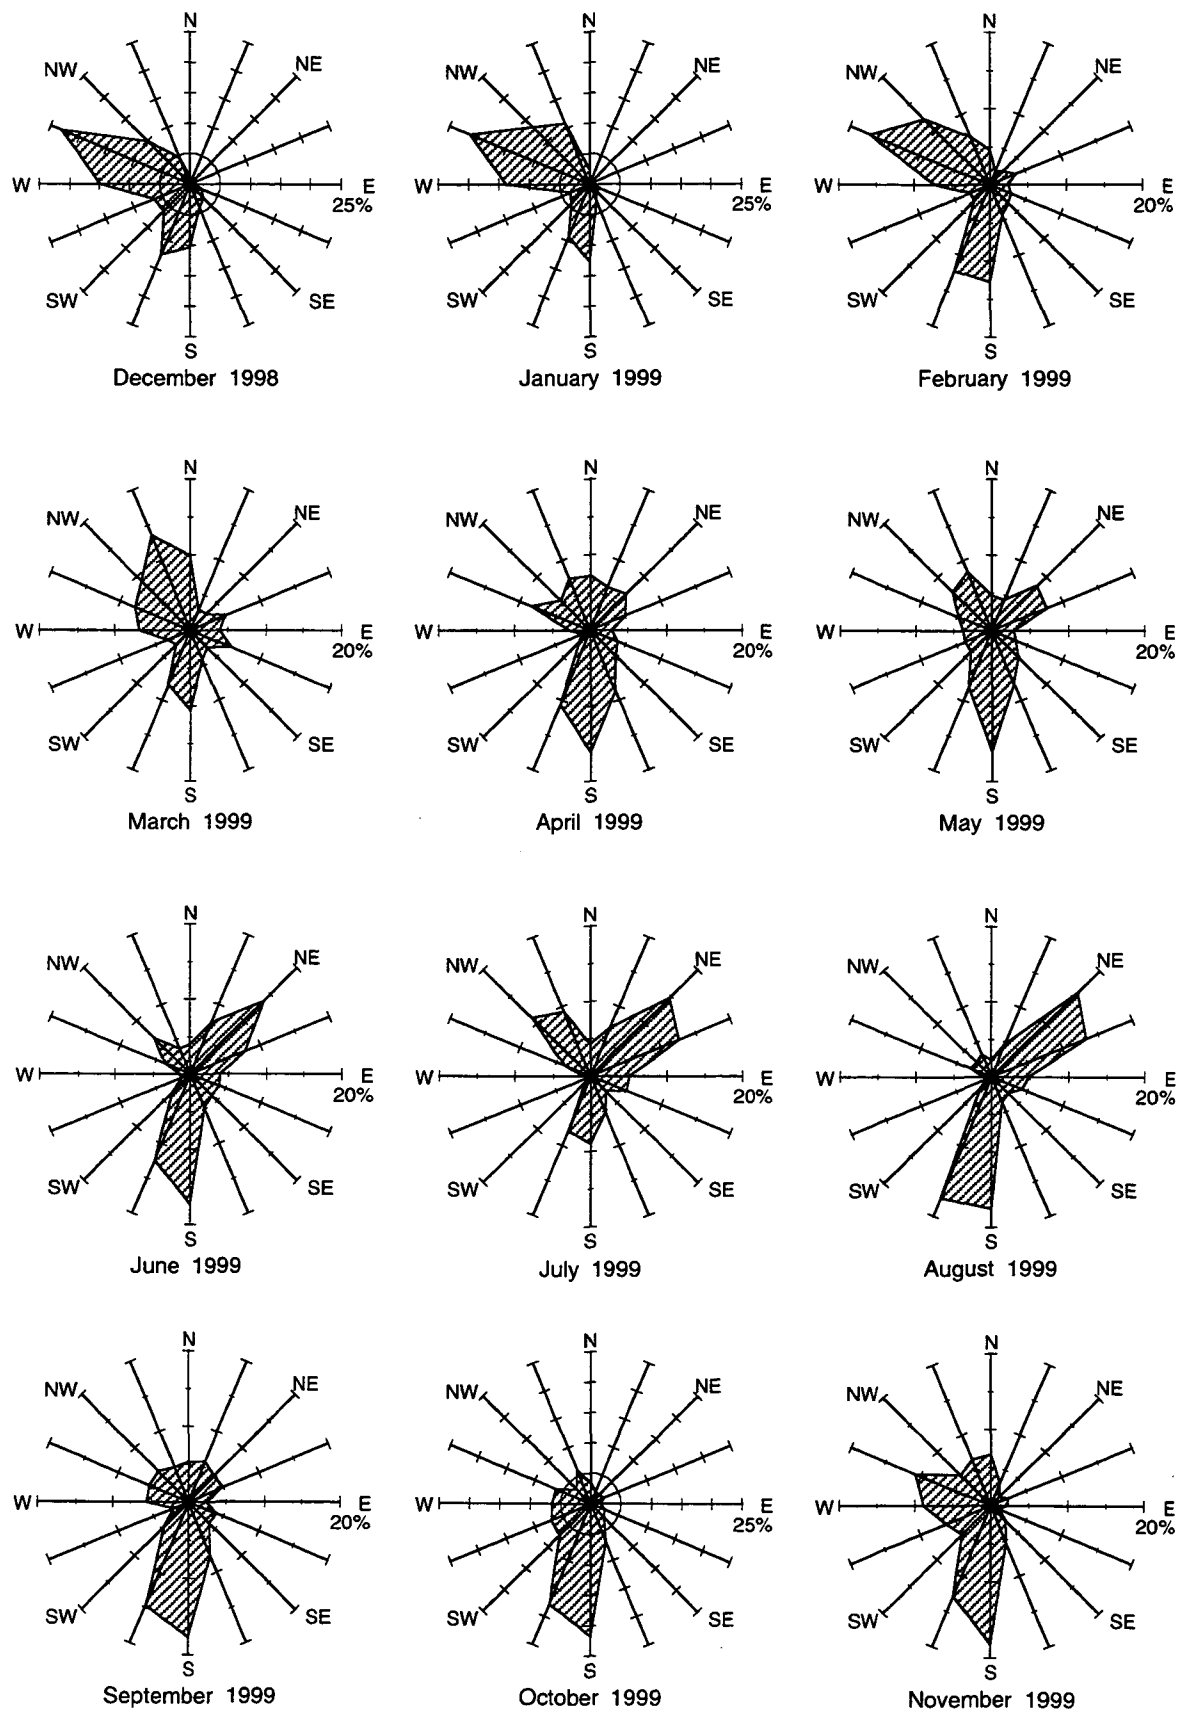 N N N
NW NE NW NE NW NE
W E W E W E
25% 25% 20%
SW SE SW SE SW SE
S S S
December 1998 January 1999 February 1999
N N N
NW NE NW NE NW NE
W E W E W E
20% 20% 20%
SW SE SW SE SW SE
S S S
March 1999 April 1999 May 1999
N N N
NW NE NW NE NW NE
W E W E W E
20% 20% 20%
SW SE SW SE SW SE
S S S
June 1999 July 1999 August 1999
N N N
NW NE NW NE NW NE
W E W E W E
20% 25% 20%
SW SE SW SE SW SE
S S S
September 1999 October 1999 November 1999